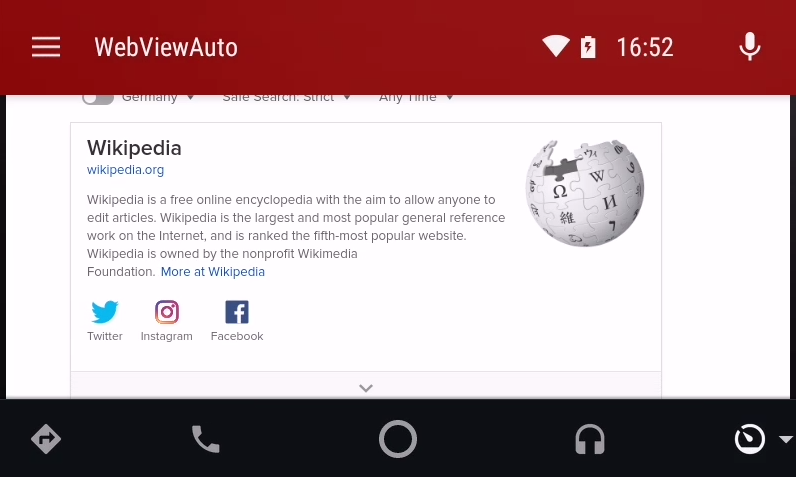 WebViewAuto
16:52
Germany
Safe Search: Strict
Any Time
Wikipedia
wikipedia.org
Wikipedia is a free online encyclopedia with the aim to allow anyone to
edit articles. Wikipedia is the largest and most popular general reference
work on the Internet, and is ranked the fifth-most popular website.
Wikipedia is owned by the nonprofit Wikimedia
Foundation. More at Wikipedia
Ω
W
И
維
Twitter
Instagram
Facebook